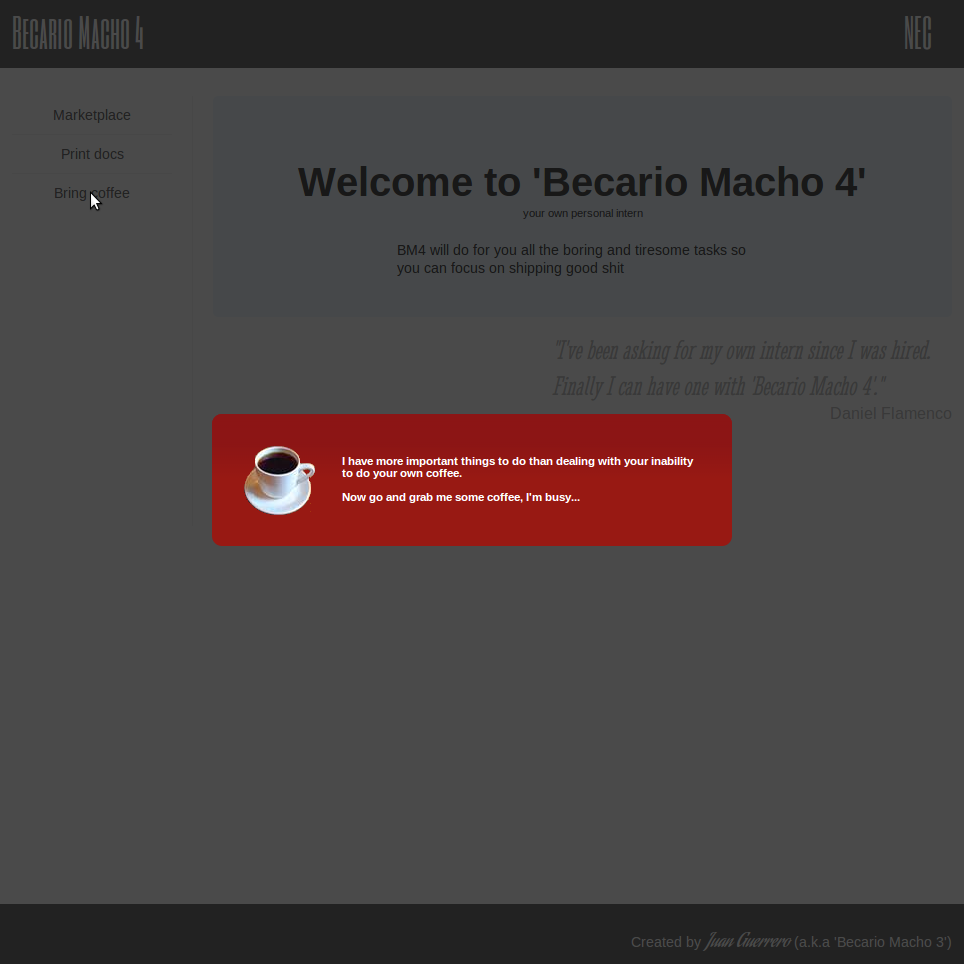 Becario Macho 4
NEC
Marketplace
Print docs
Bring coffee
Welcome to 'Becario Macho 4'
your own personal intern
BM4 will do for you all the boring and tiresome tasks so
you can focus on shipping good shit
"I've been asking for my own intern since I was hired.
Finally I can have one with 'Becario Macho 4'."
Daniel Flamenco
I have more important things to do than dealing with your inability
to do your own coffee.
Now go and grab me some coffee, I'm busy...
Created by Juan Guerrero (a.k.a 'Becario Macho 3')